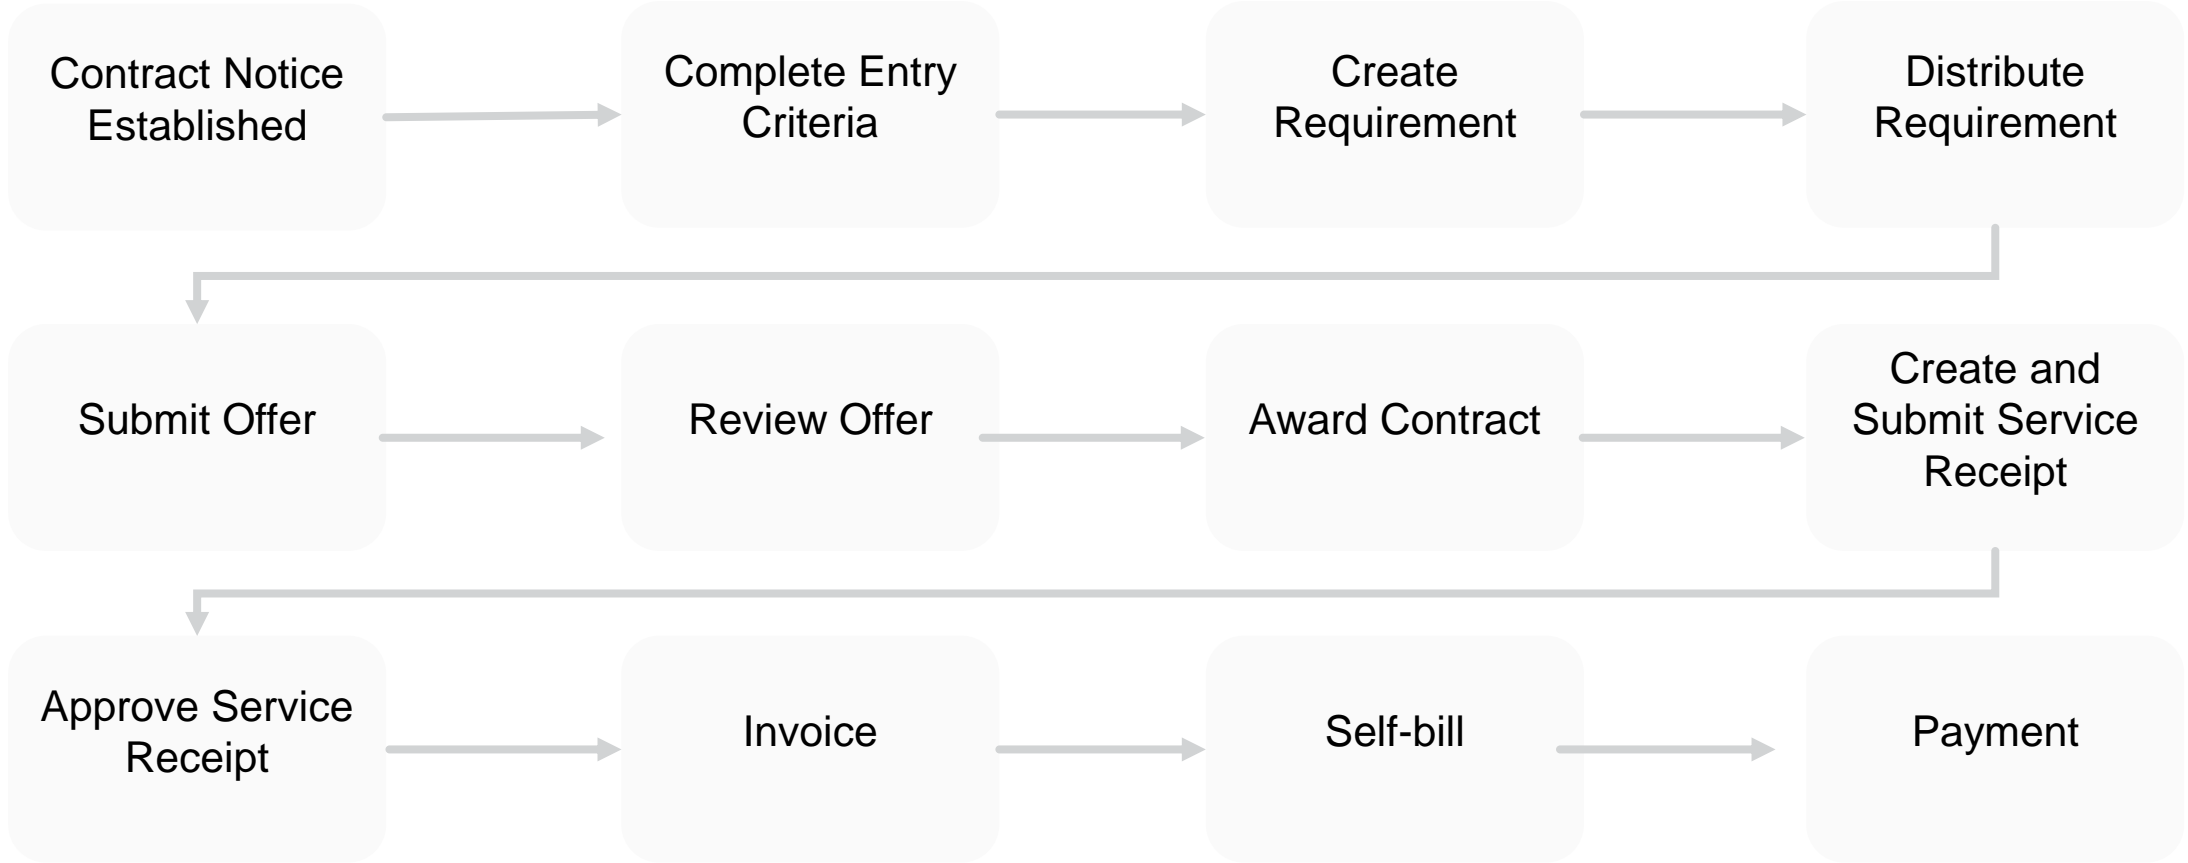 Contract Notice
Established
Complete Entry
Criteria
Create
Requirement
Distribute
Requirement
Submit Offer
Review Offer
Award Contract
Create and
Submit Service
Receipt
Approve Service
Receipt
Invoice
Self-bill
Payment